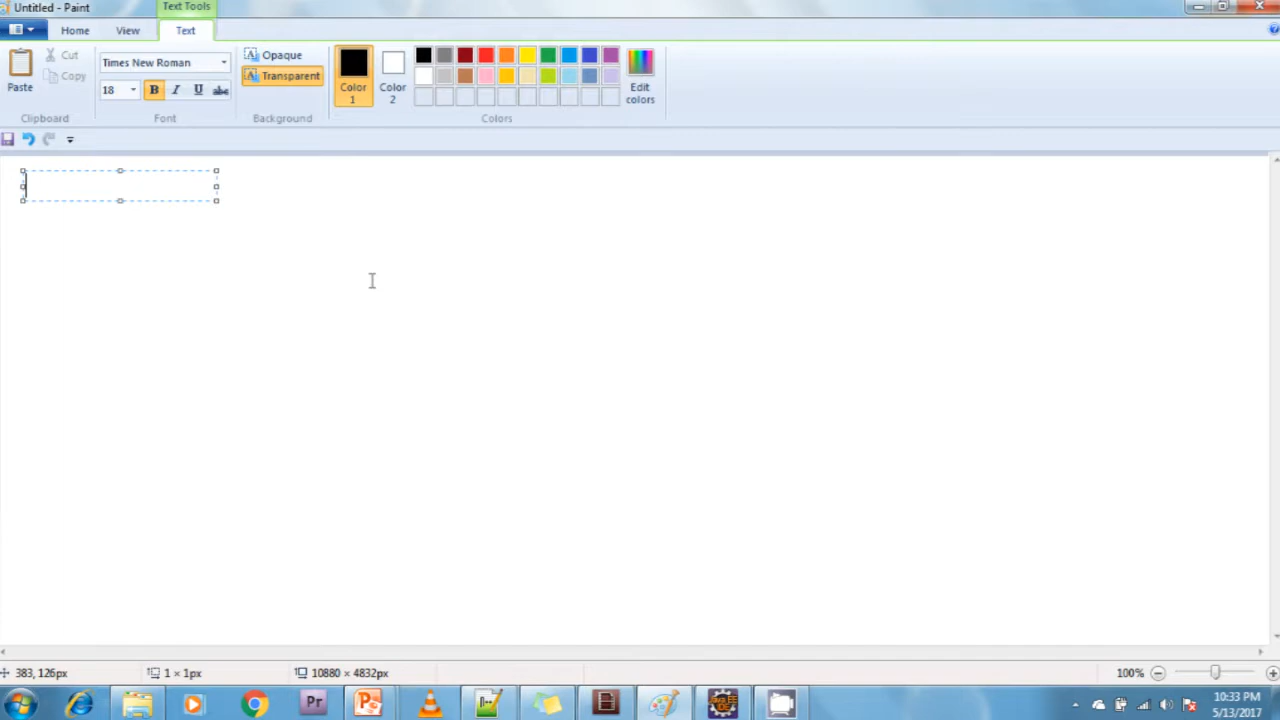 Untitled - Paint
Text Tools
Home
View
Text
Paste
Cut
Copy
Clipboard
Times New Roman
18
B I U abc
Font
Opaque
Transparent
Background
Color 1
Color 2
Edit colors
Colors
383, 126px
1 × 1px
10880 × 4832px
100%
Pr
10:33 PM
5/13/2017